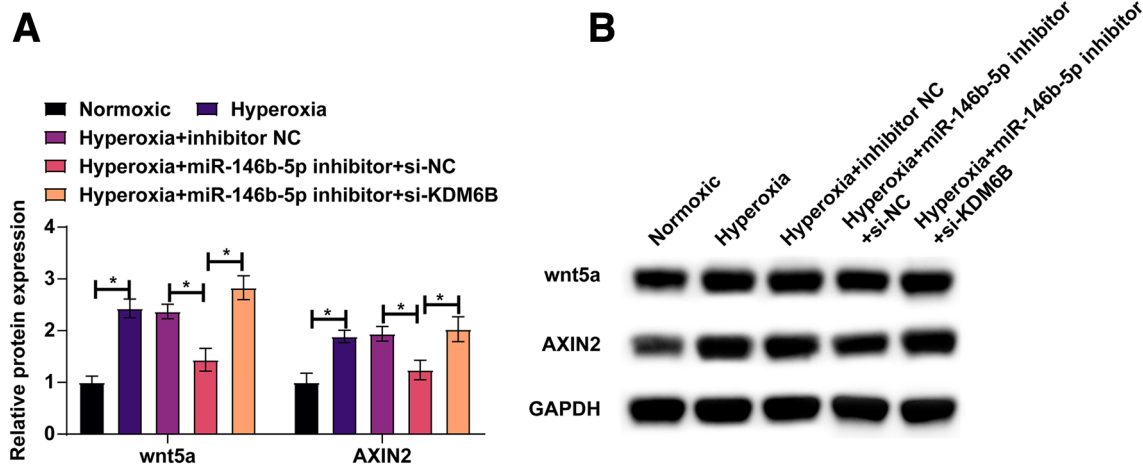 A
Normoxic Hyperoxia
Hyperoxia+inhibitor NC
Hyperoxia+miR-146b-5p inhibitor+si-NC
Hyperoxia+miR-146b-5p inhibitor+si-KDM6B
Relative protein expression
4
3
2
1
0
* * *
* * *
wnt5a AXIN2
B
Normoxic
Hyperoxia
Hyperoxia+inhibitor NC
Hyperoxia+miR-146b-5p inhibitor
+si-NC
Hyperoxia+miR-146b-5p inhibitor
+si-KDM6B
wnt5a
AXIN2
GAPDH